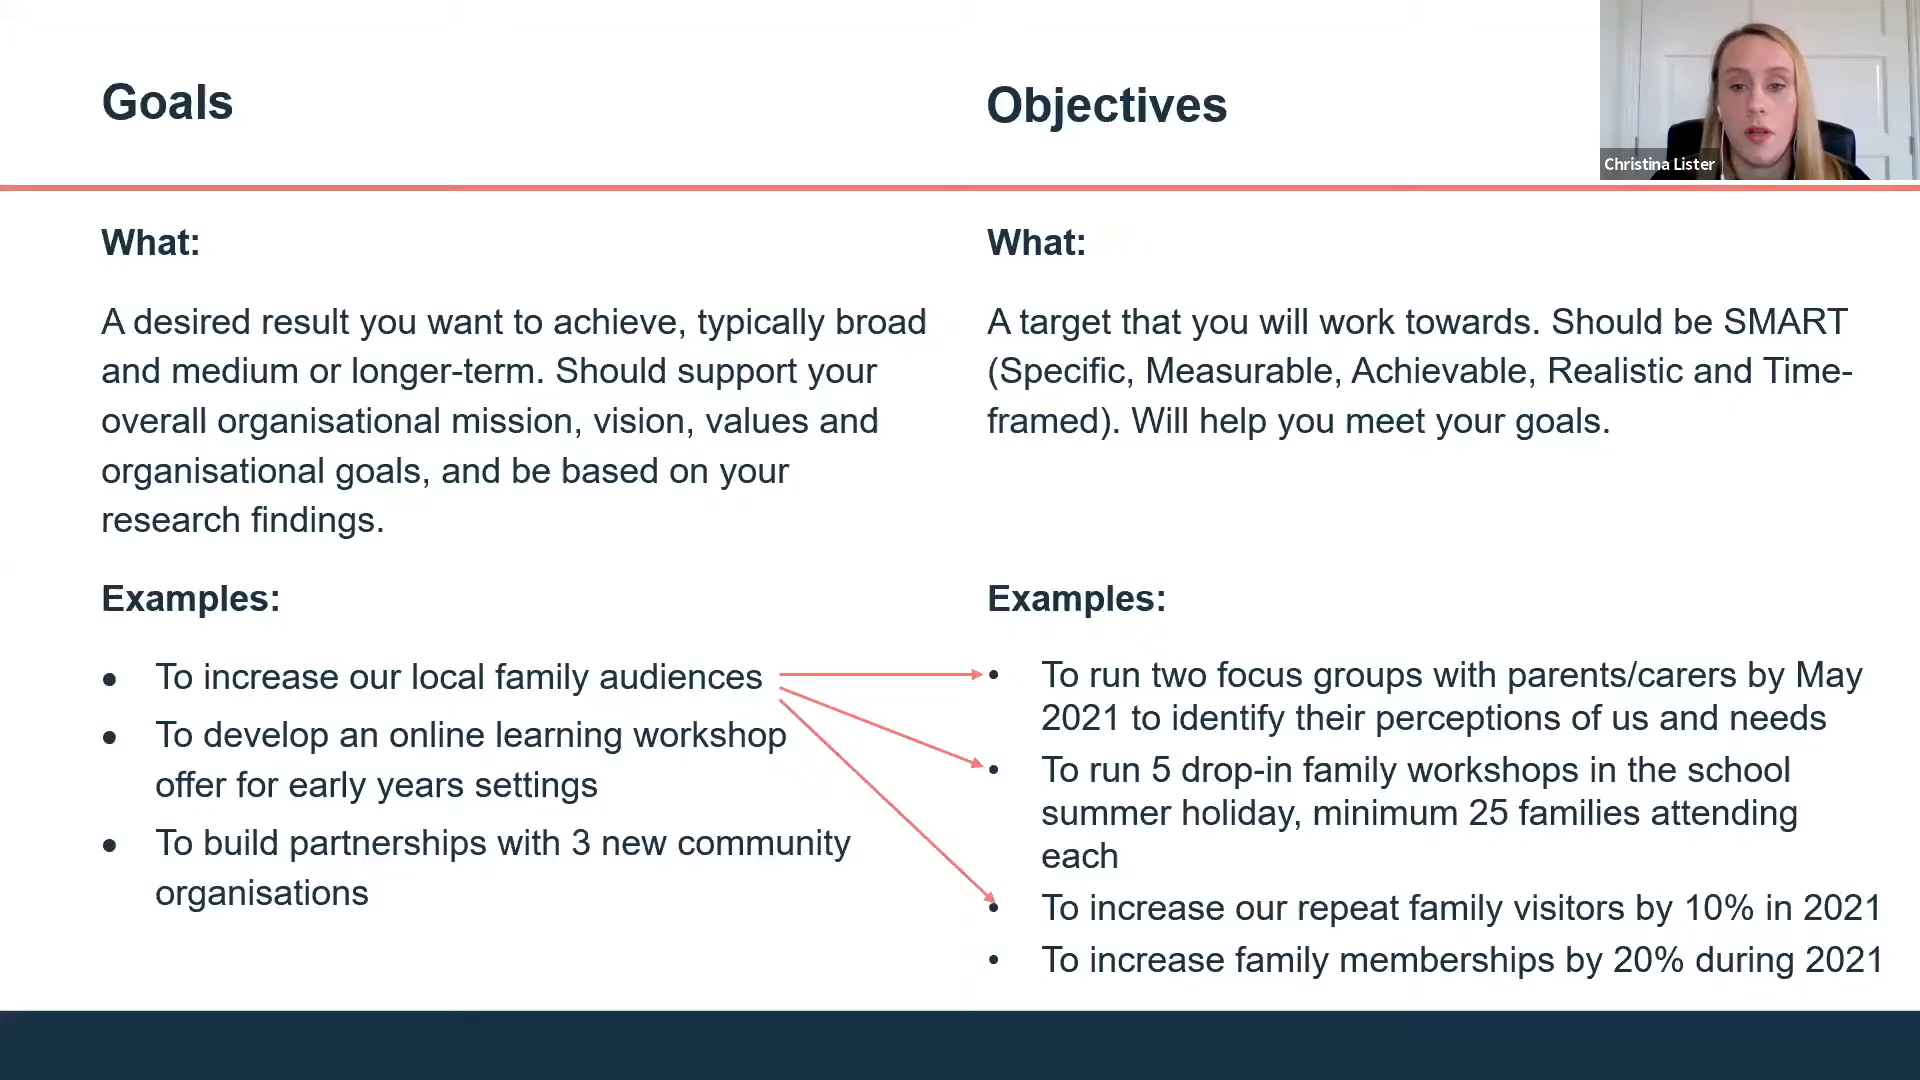 Goals
Objectives
Christina Lister
What:
A desired result you want to achieve, typically broad
and medium or longer-term. Should support your
overall organisational mission, vision, values and
organisational goals, and be based on your
research findings.
Examples:
• To increase our local family audiences
• To develop an online learning workshop
offer for early years settings
• To build partnerships with 3 new community
organisations
What:
A target that you will work towards. Should be SMART
(Specific, Measurable, Achievable, Realistic and Time-
framed). Will help you meet your goals.
Examples:
• To run two focus groups with parents/carers by May
2021 to identify their perceptions of us and needs
• To run 5 drop-in family workshops in the school
summer holiday, minimum 25 families attending
each
• To increase our repeat family visitors by 10% in 2021
• To increase family memberships by 20% during 2021